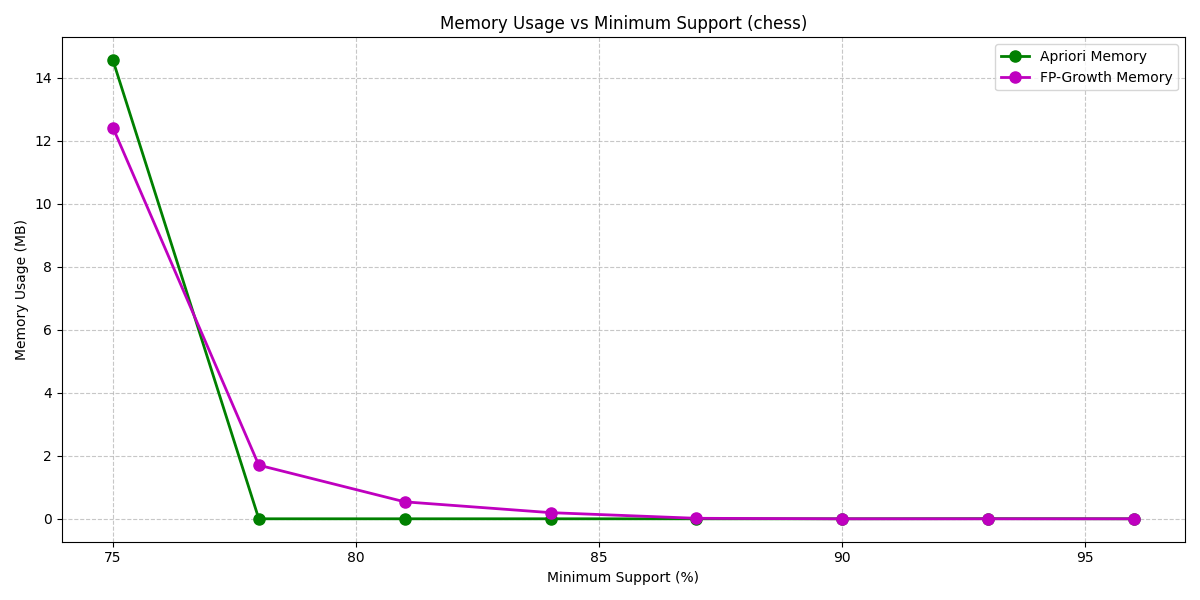 Memory Usage vs Minimum Support (chess)
Apriori Memory
FP-Growth Memory
Memory Usage (MB)
14
12
10
8
6
4
2
0
75
80
85
90
95
Minimum Support (%)